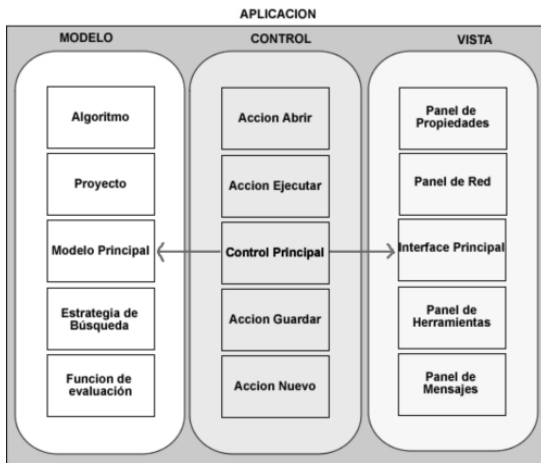 APLICACION
MODELO
CONTROL
VISTA
Algoritmo
Proyecto
Modelo Principal
Estrategia de
Búsqueda
Funcion de
evaluación
Accion Abrir
Accion Ejecutar
Control Principal
Accion Guardar
Accion Nuevo
Panel de
Propiedades
Panel de Red
Interface Principal
Panel de
Herramientas
Panel de
Mensajes